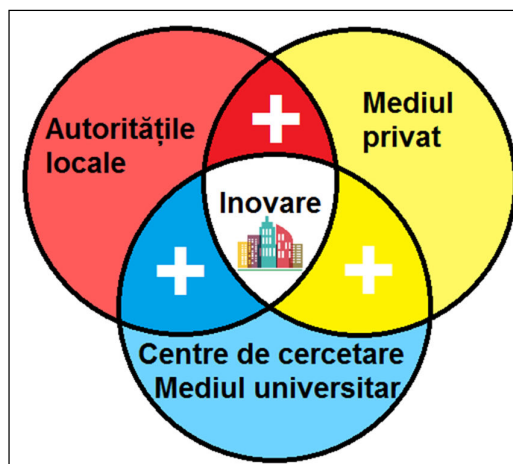 Autoritățile
locale
Mediul
privat
Inovare
Centre de cercetare
Mediul universitar